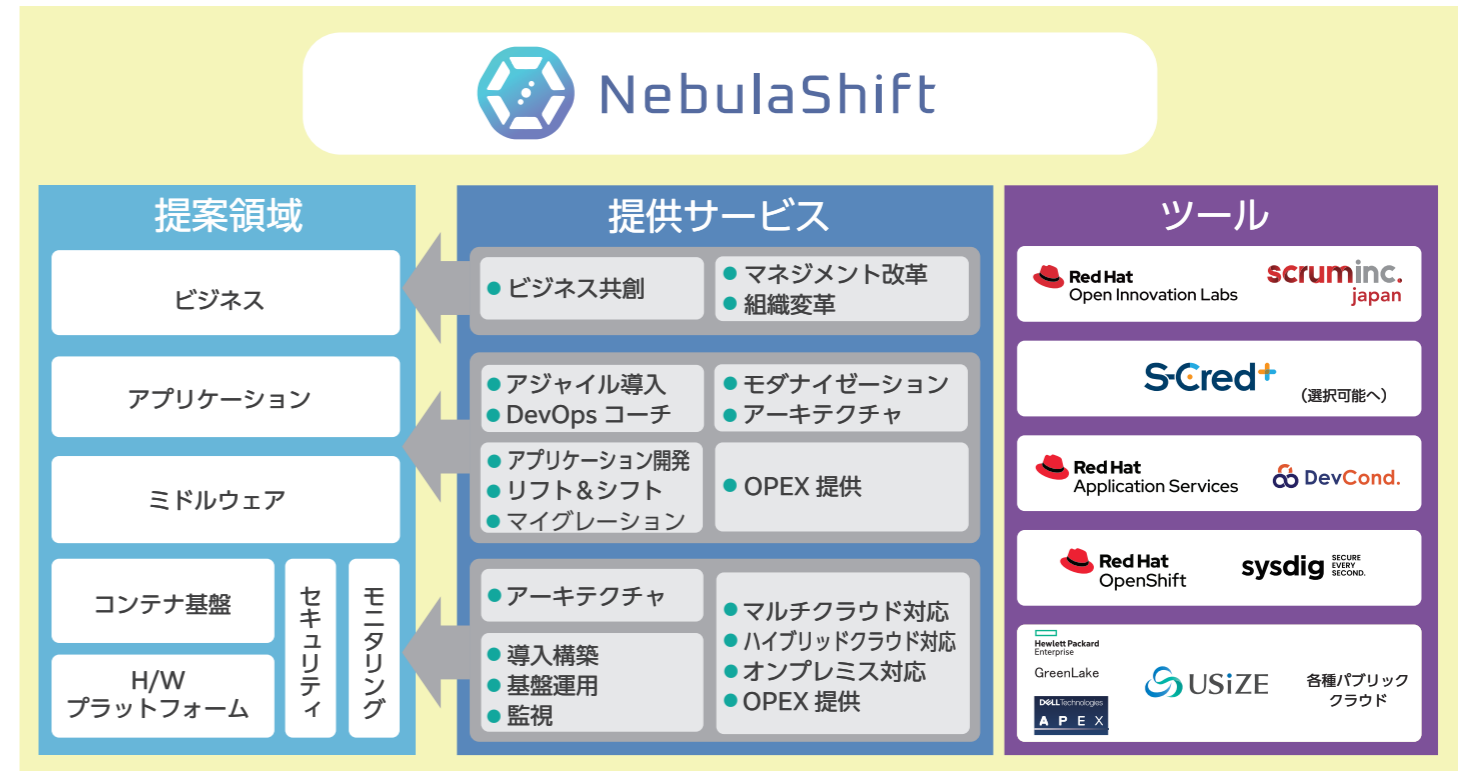 NebulaShift
提案領域
ビジネス
アプリケーション
ミドルウェア
コンテナ基盤
H/W
プラットフォーム
セキュリティ
モニタリング
提供サービス
● ビジネス共創
● マネジメント改革
● 組織変革
● アジャイル導入
● DevOps コーチ
● モダナイゼーション
● アーキテクチャ
● アプリケーション開発
● リフト＆シフト
● マイグレーション
● OPEX 提供
● アーキテクチャ
● 導入構築
● 基盤運用
● 監視
● マルチクラウド対応
● ハイブリッドクラウド対応
● オンプレミス対応
● OPEX 提供
ツール
Red Hat
Open Innovation Labs
scruminc.
japan
S-Cred+
（選択可能へ）
Red Hat
Application Services
DevCond.
Red Hat
OpenShift
sysdig
SECURE
EVERY
SECOND.
Hewlett Packard
Enterprise
GreenLake
DELLTechnologies
APEX
USiZE
各種パブリック
クラウド